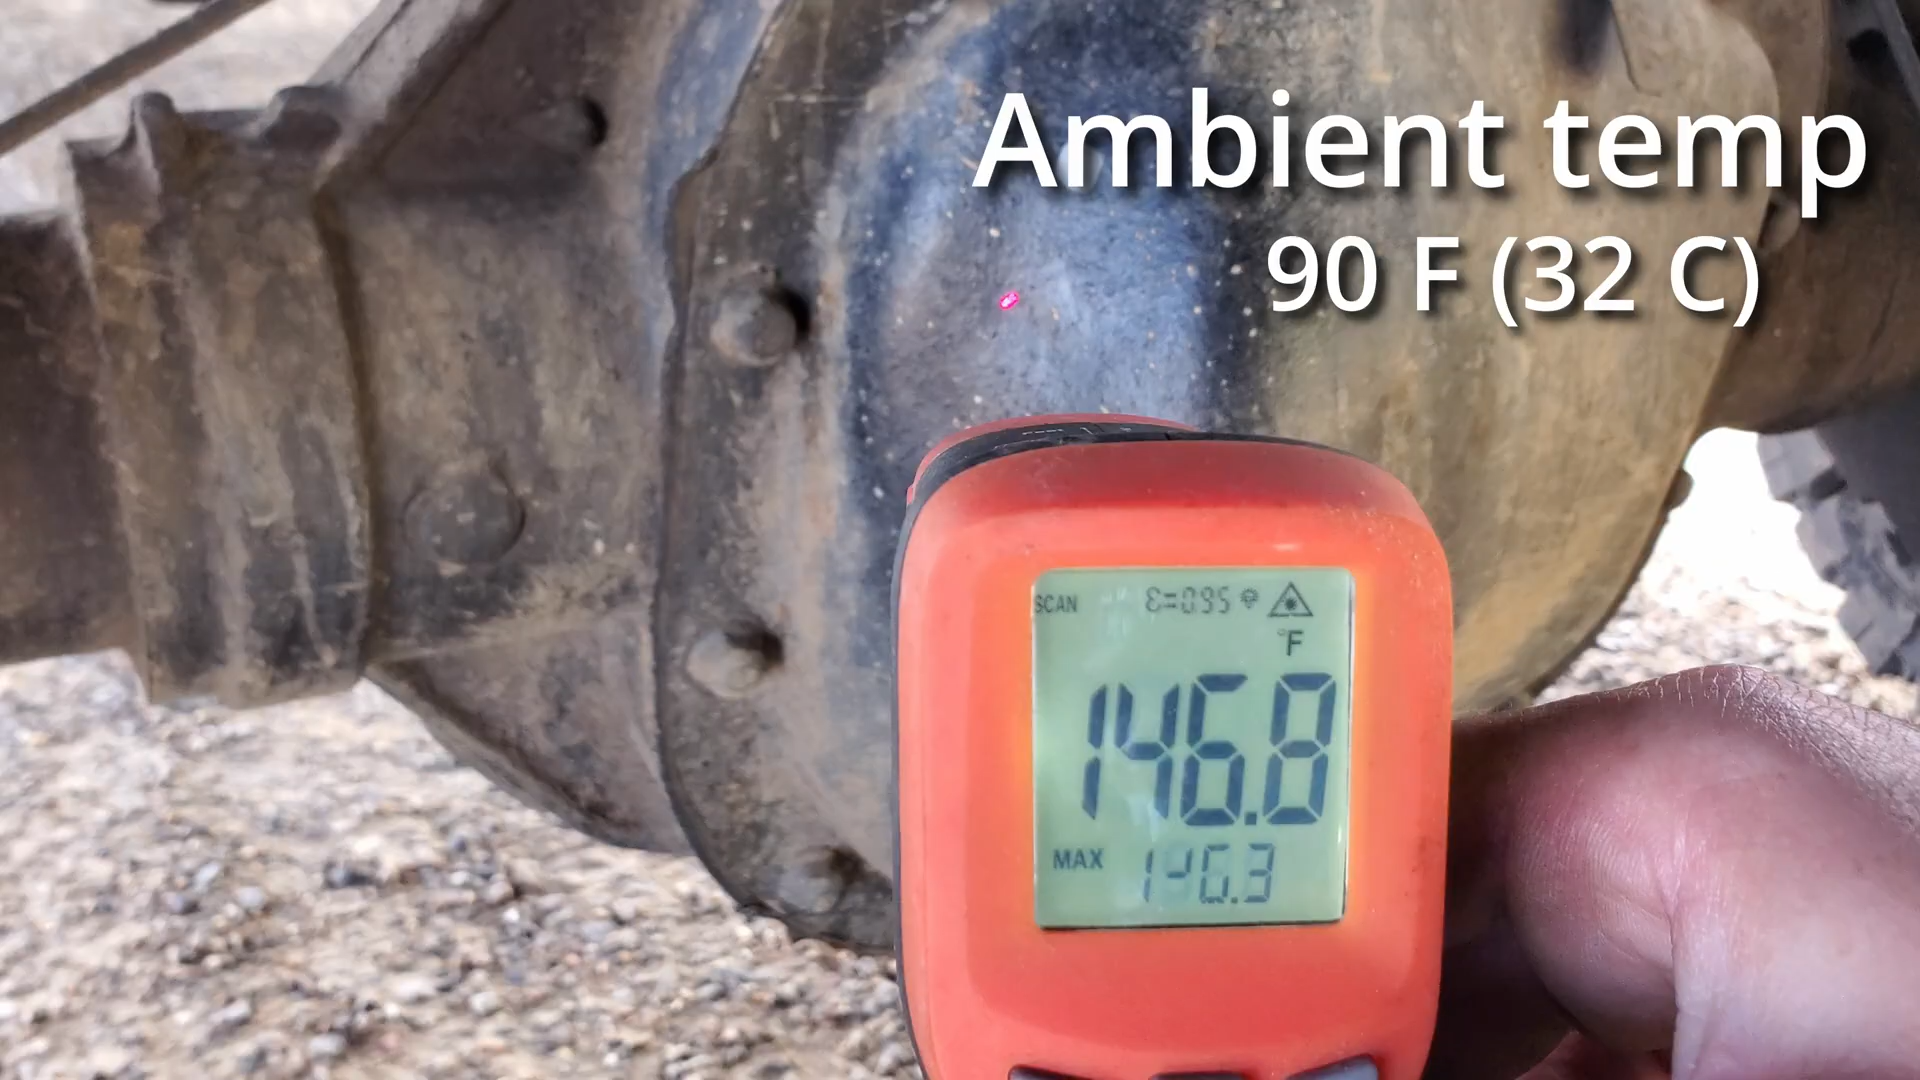 Ambient temp
90 F (32 C)
SCAN ε=0.95
°F
146.8
MAX 146.3